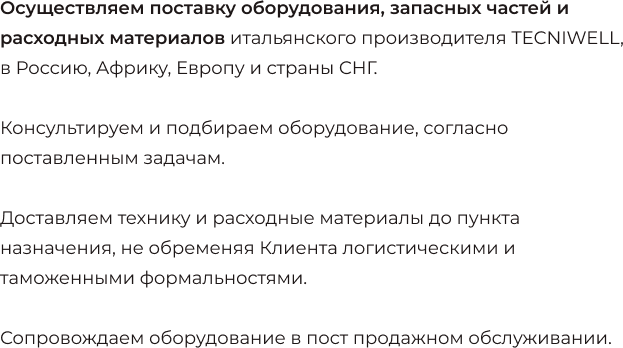 Осуществляем поставку оборудования, запасных частей и
расходных материалов итальянского производителя TECNIWELL,
в Россию, Африку, Европу и страны СНГ.
Консультируем и подбираем оборудование, согласно
поставленным задачам.
Доставляем технику и расходные материалы до пункта
назначения, не обременяя Клиента логистическими и
таможенными формальностями.
Сопровождаем оборудование в пост продажном обслуживании.